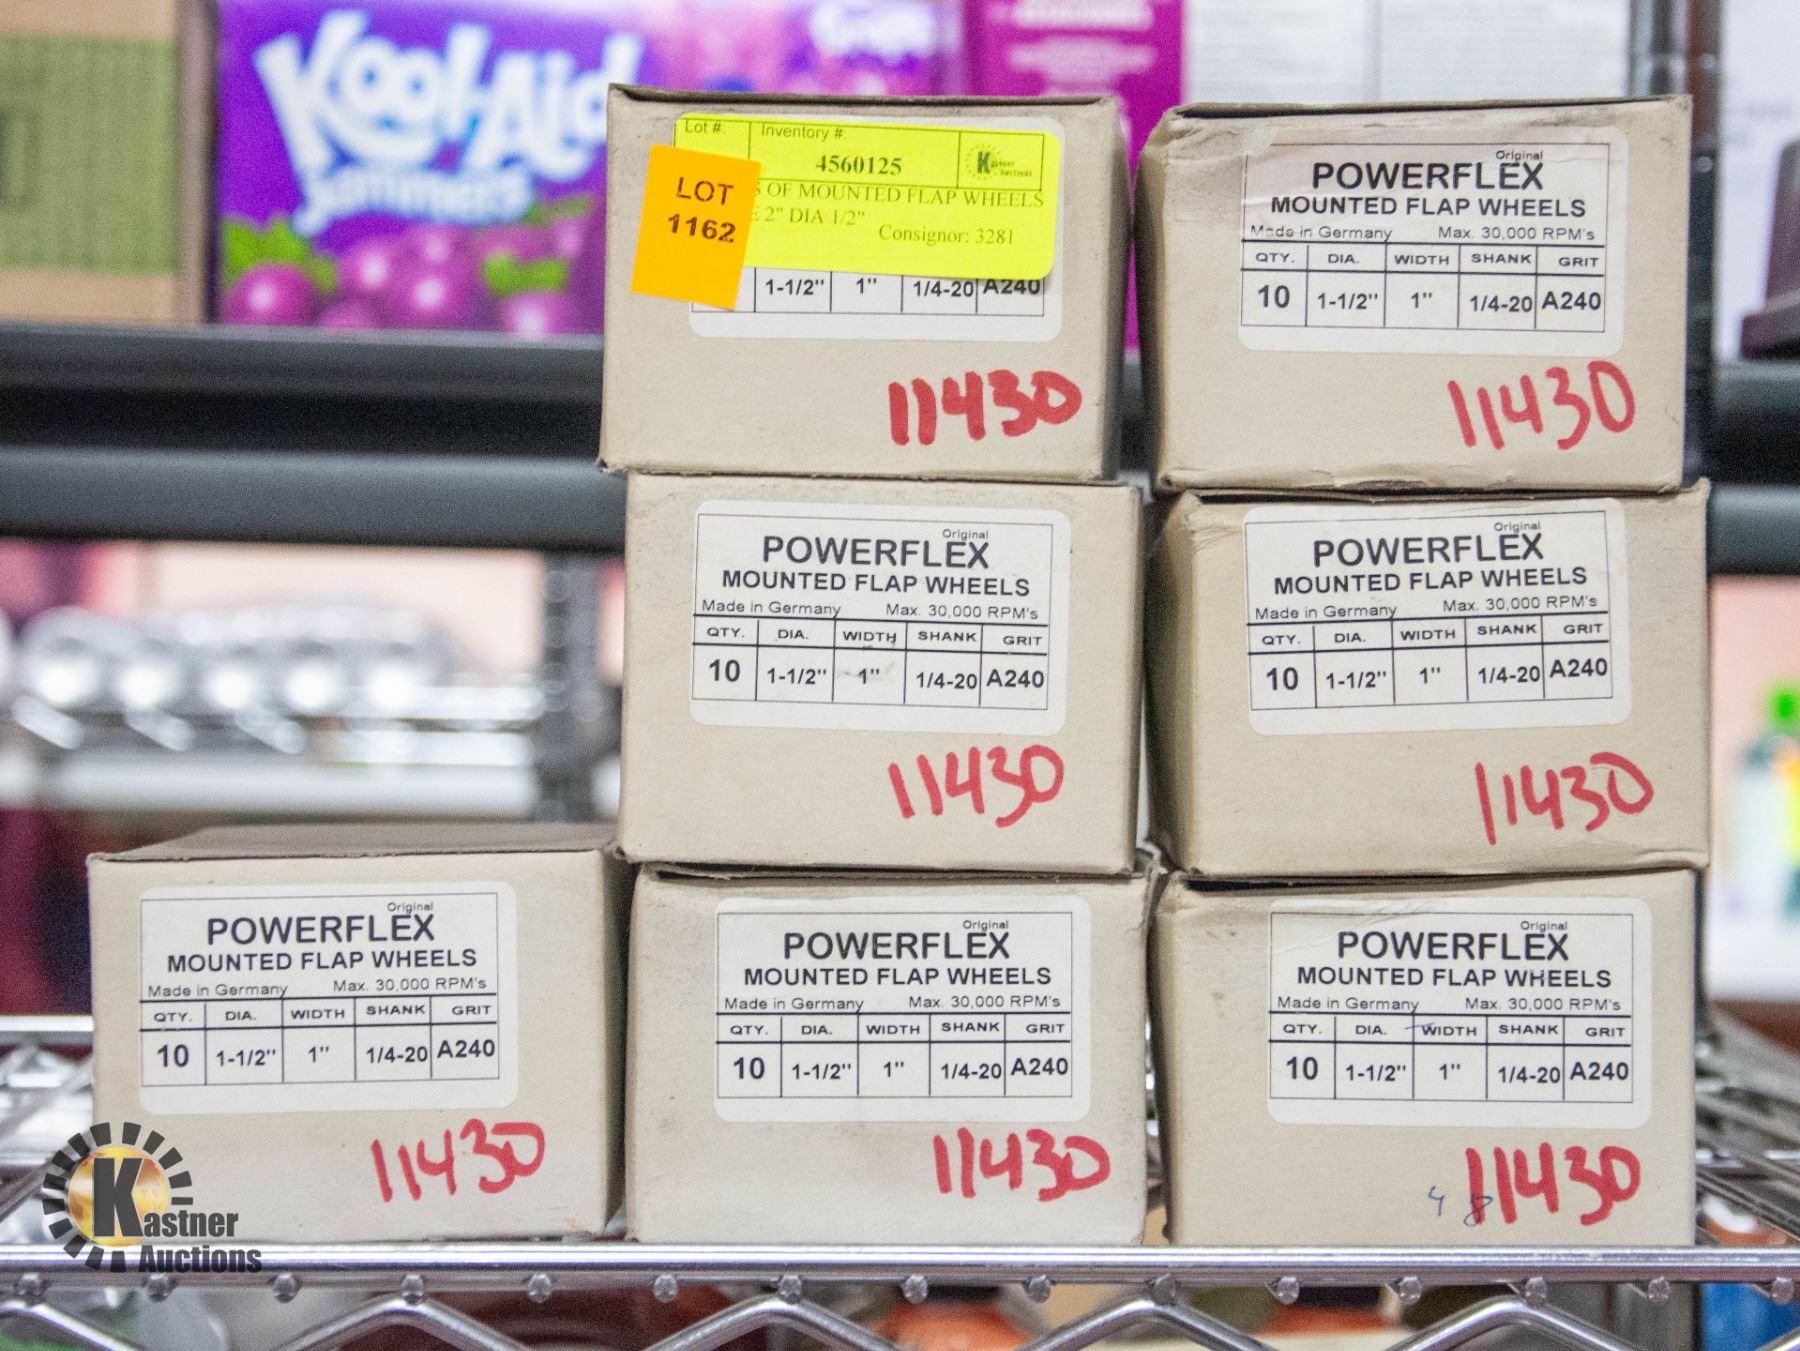 Kool-Aid
Jammers
Grape
Lot #: Inventory #:
4560125
Kastner
Auctions
S OF MOUNTED FLAP WHEELS
E 2" DIA 1/2"
Consignor: 3281
LOT
1162
1-1/2" 1" 1/4-20 A240
11430
Original
POWERFLEX
MOUNTED FLAP WHEELS
Made in Germany Max. 30,000 RPM's
QTY. DIA. WIDTH SHANK GRIT
10 1-1/2" 1" 1/4-20 A240
11430
Original
POWERFLEX
MOUNTED FLAP WHEELS
Made in Germany Max. 30,000 RPM's
QTY. DIA. WIDTH SHANK GRIT
10 1-1/2" 1" 1/4-20 A240
11430
Original
POWERFLEX
MOUNTED FLAP WHEELS
Made in Germany Max. 30,000 RPM's
QTY. DIA. WIDTH SHANK GRIT
10 1-1/2" 1" 1/4-20 A240
11430
Original
POWERFLEX
MOUNTED FLAP WHEELS
Made in Germany Max. 30,000 RPM's
QTY. DIA. WIDTH SHANK GRIT
10 1-1/2" 1" 1/4-20 A240
11430
Original
POWERFLEX
MOUNTED FLAP WHEELS
Made in Germany Max. 30,000 RPM's
QTY. DIA. WIDTH SHANK GRIT
10 1-1/2" 1" 1/4-20 A240
11430
Original
POWERFLEX
MOUNTED FLAP WHEELS
Made in Germany Max. 30,000 RPM's
QTY. DIA. WIDTH SHANK GRIT
10 1-1/2" 1" 1/4-20 A240
4 8 11430
Kastner
Auctions